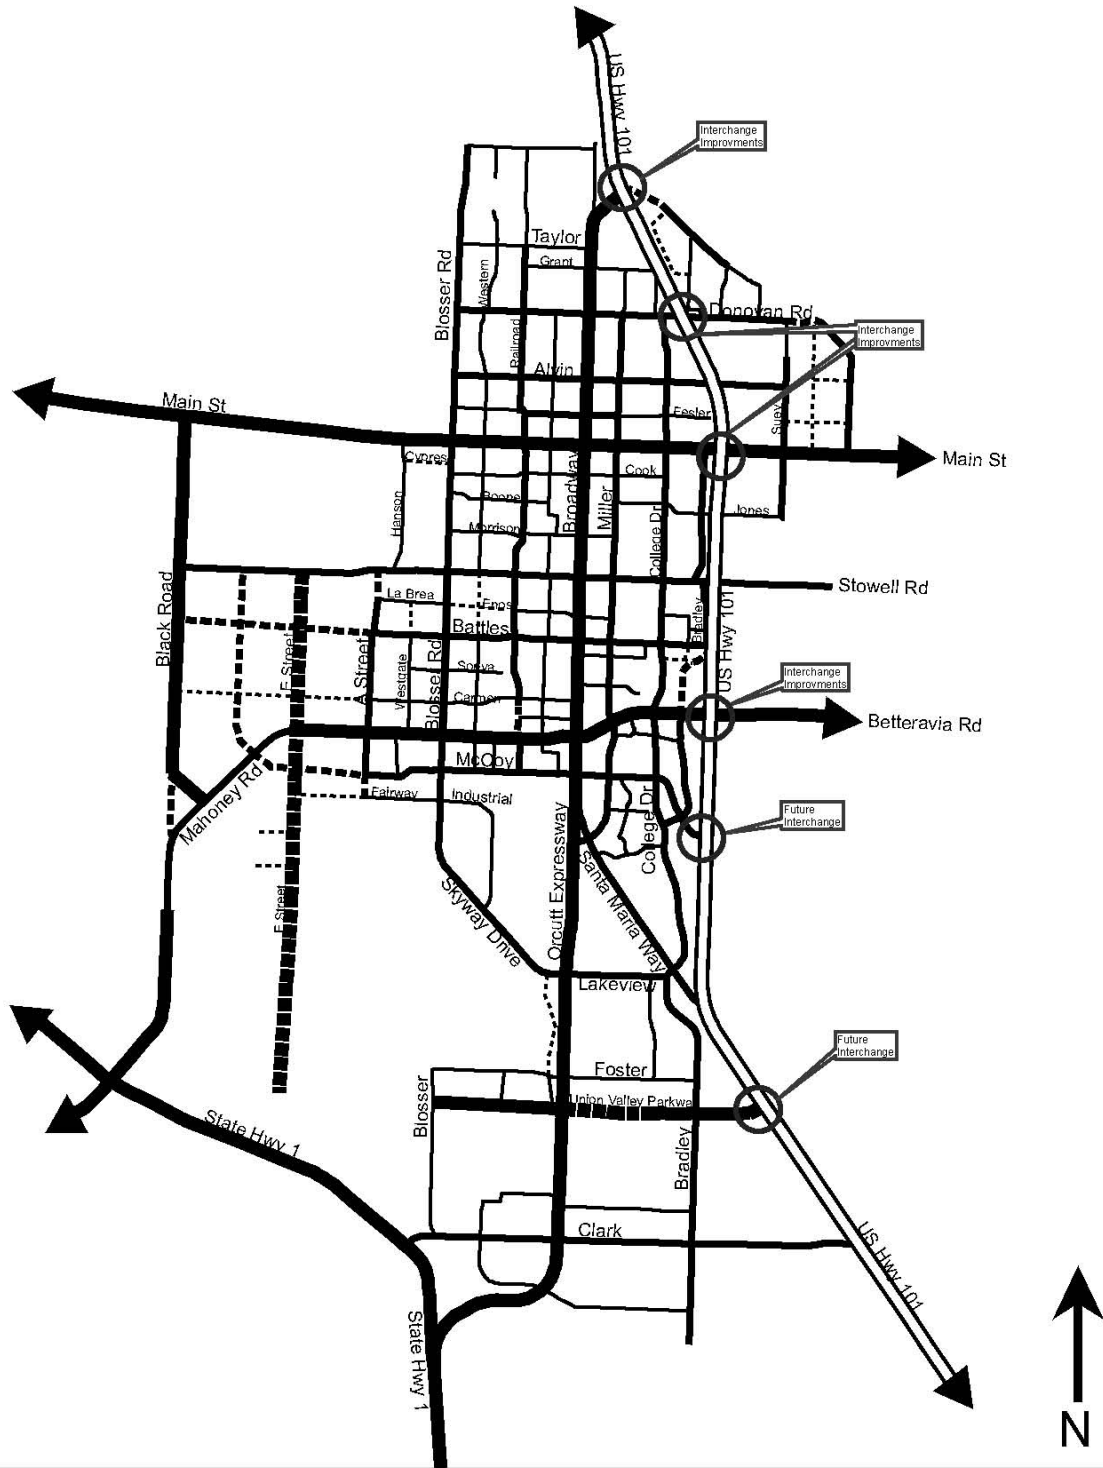 US Hwy 101
Interchange
Improvments
Taylor
Grant
Blosser Rd
Western
Railroad
Donovan Rd
Interchange
Improvments
Alvin
Main St
Fesler
Suey
Main St
Cypres
Cook
Broadway
Miller
Boone
Hanson
Morrison
College Dr
Jones
Stowell Rd
Black Road
La Brea
Enos
Battles
Bradley
US Hwy 101
E Street
A Street
Westgate
Blosser Rd
Sonya
Carmen
Interchange
Improvments
Betteravia Rd
McCoy
Mahoney Rd
Fairway
Industrial
College Dr
Future
Interchange
Orcutt Expressway
Santa Maria Way
Skyway Drive
E Street
Lakeview
Future
Interchange
Foster
Blosser
Union Valley Parkwa
State Hwy 1
Bradley
Clark
US Hwy 101
State Hwy 1
N